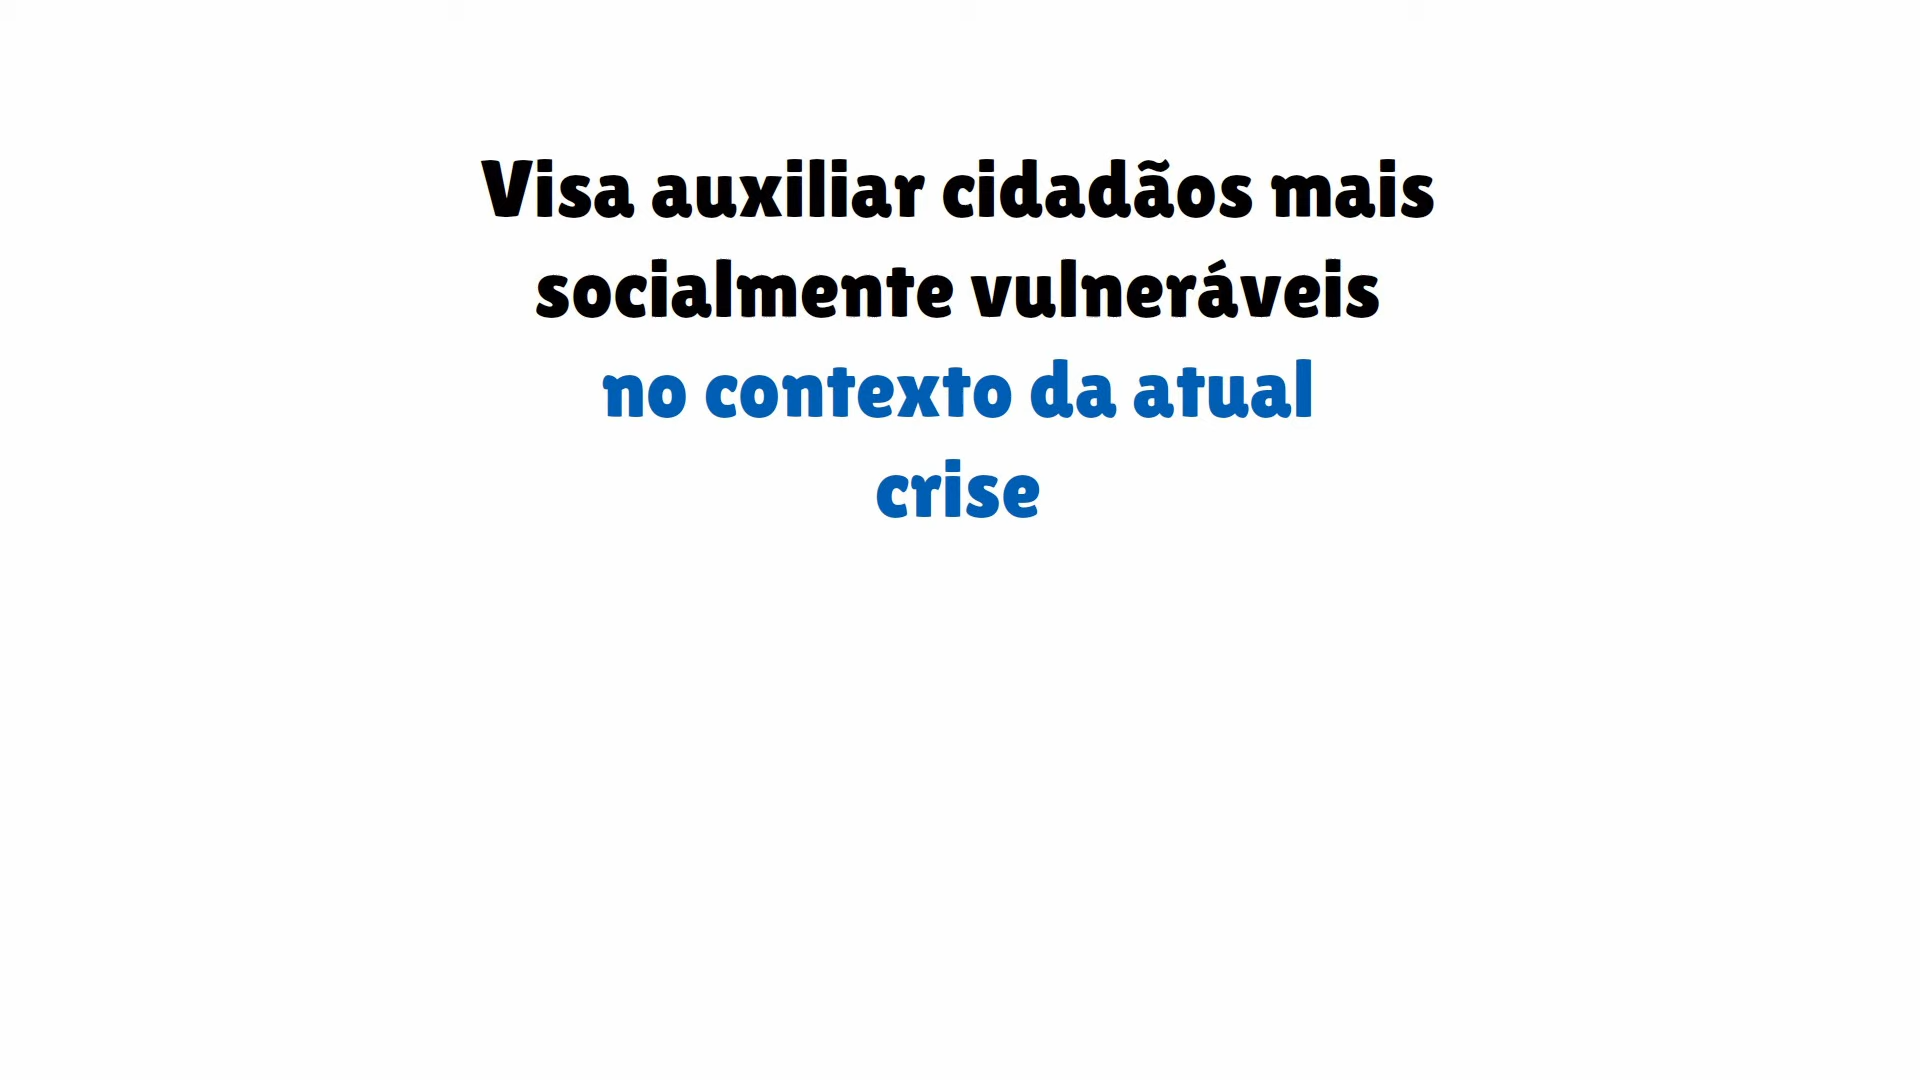 Visa auxiliar cidadãos mais
socialmente vulneráveis
no contexto da atual
crise